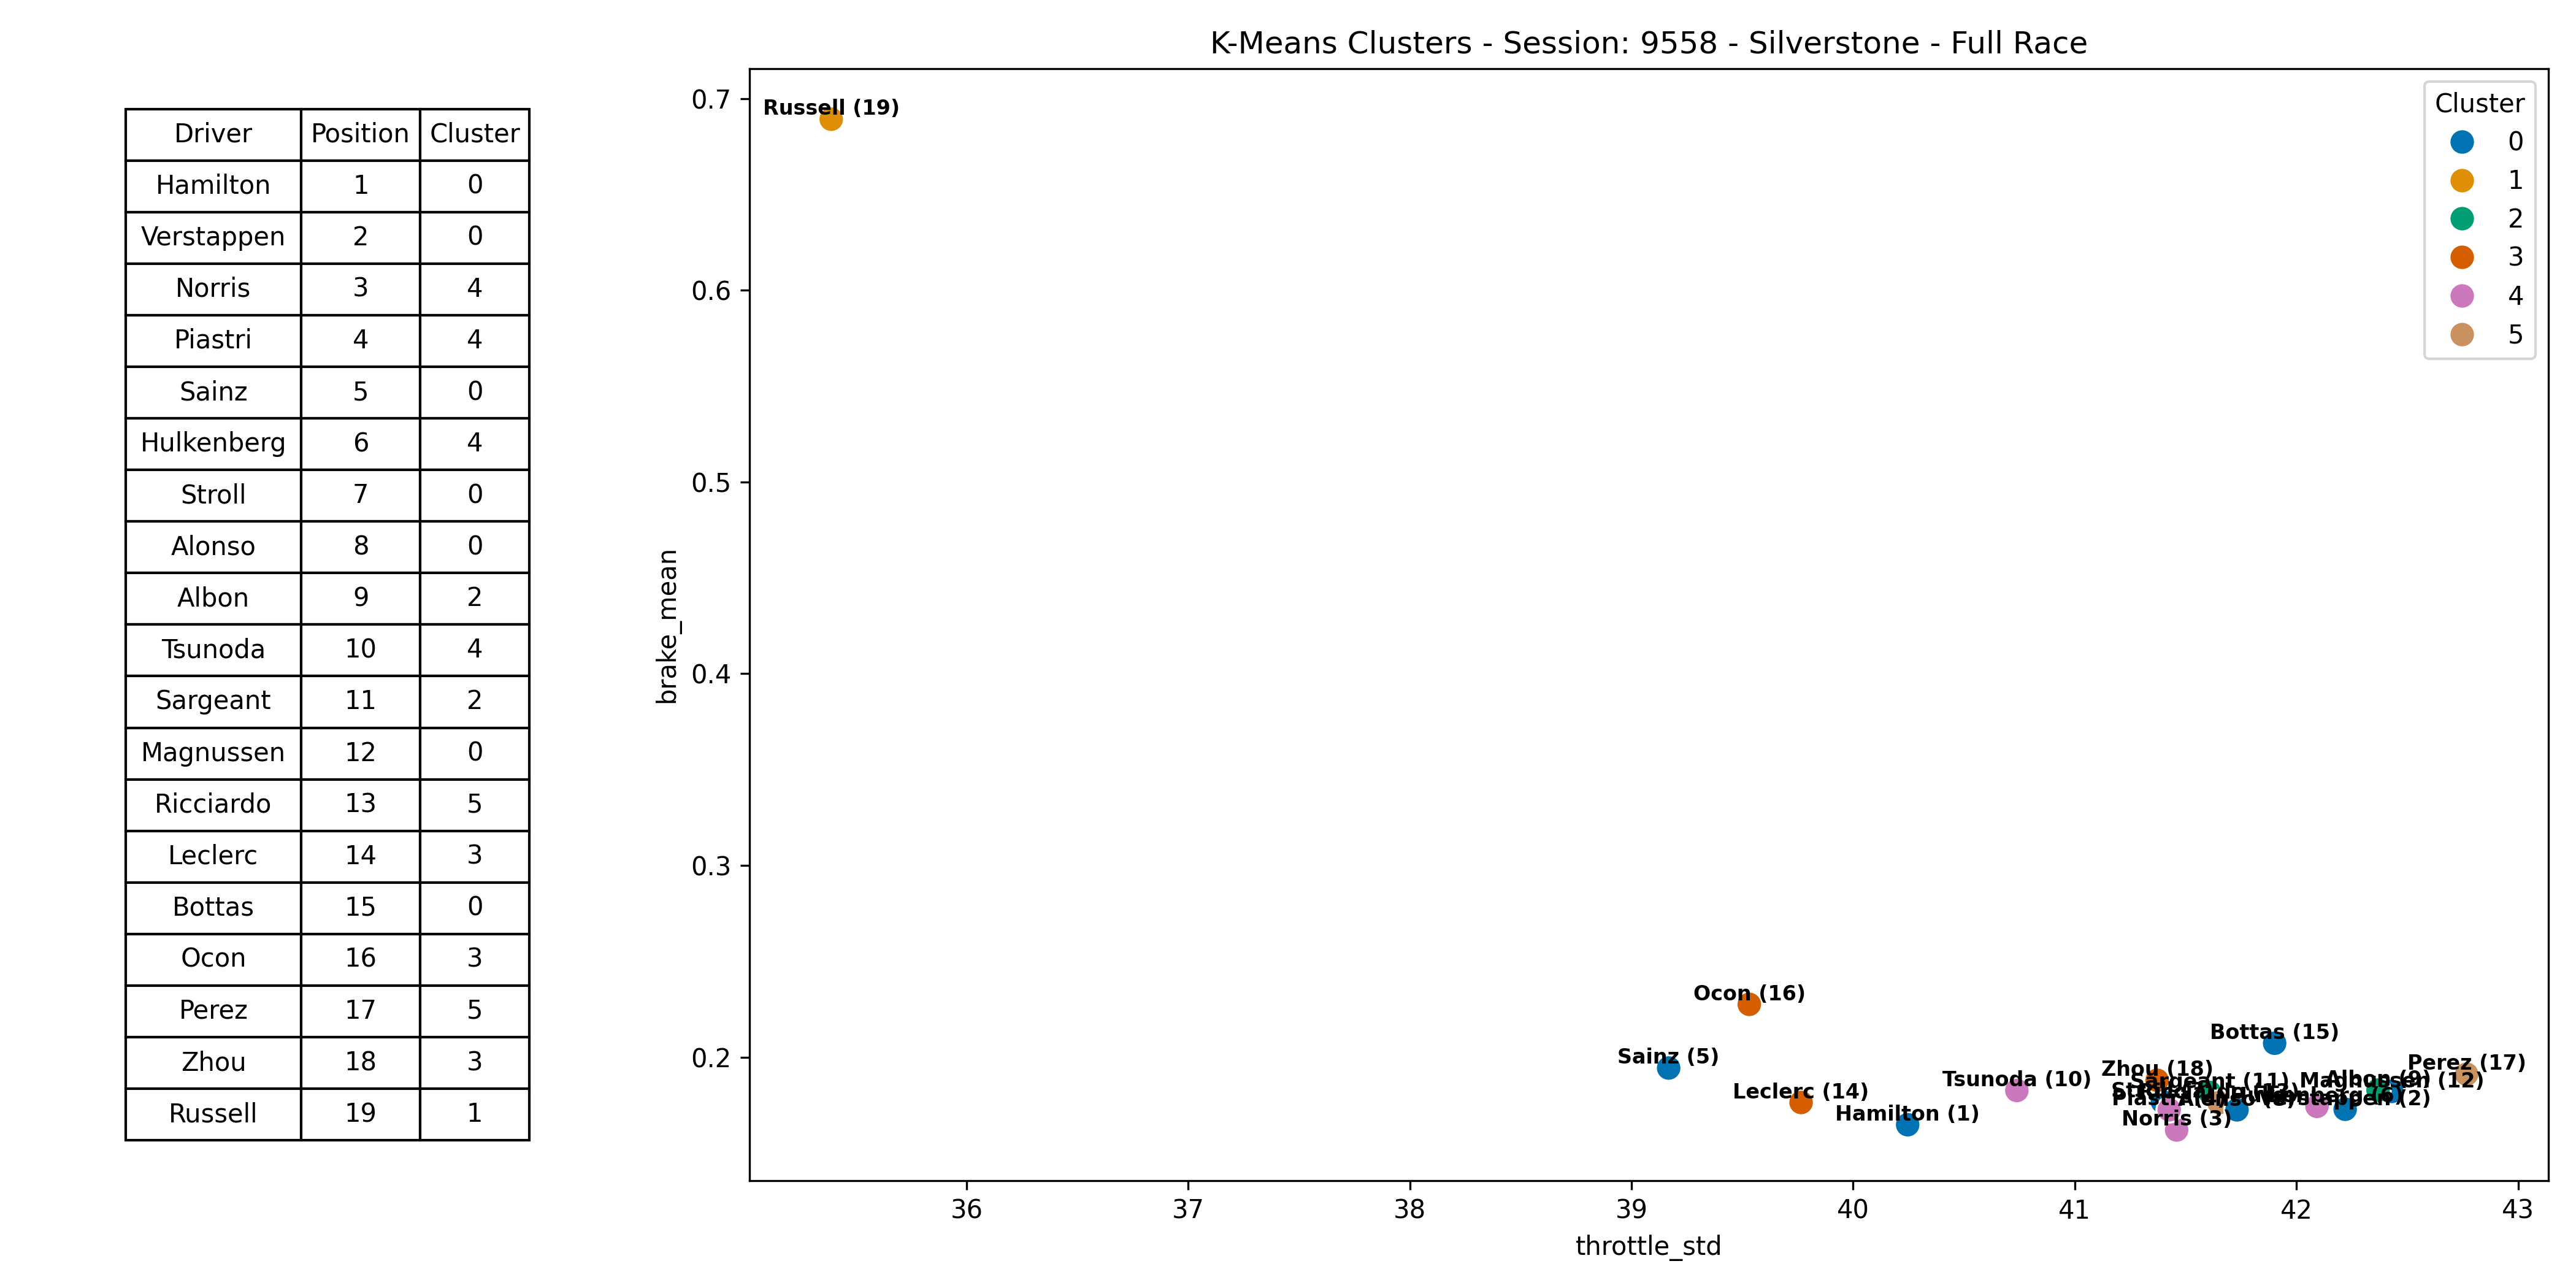 K-Means Clusters - Session: 9558 - Silverstone - Full Race
Driver Position Cluster
Hamilton 1 0
Verstappen 2 0
Norris 3 4
Piastri 4 4
Sainz 5 0
Hulkenberg 6 4
Stroll 7 0
Alonso 8 0
Albon 9 2
Tsunoda 10 4
Sargeant 11 2
Magnussen 12 0
Ricciardo 13 5
Leclerc 14 3
Bottas 15 0
Ocon 16 3
Perez 17 5
Zhou 18 3
Russell 19 1
brake_mean
0.7
0.6
0.5
0.4
0.3
0.2
Russell (19)
Ocon (16)
Sainz (5)
Leclerc (14)
Hamilton (1)
Tsunoda (10)
Bottas (15)
Zhou (18)
Perez (17)
Sargeant (11)
Albon (9)
Magnussen (12)
Norris (3)
Cluster
0
1
2
3
4
5
36 37 38 39 40 41 42 43
throttle_std